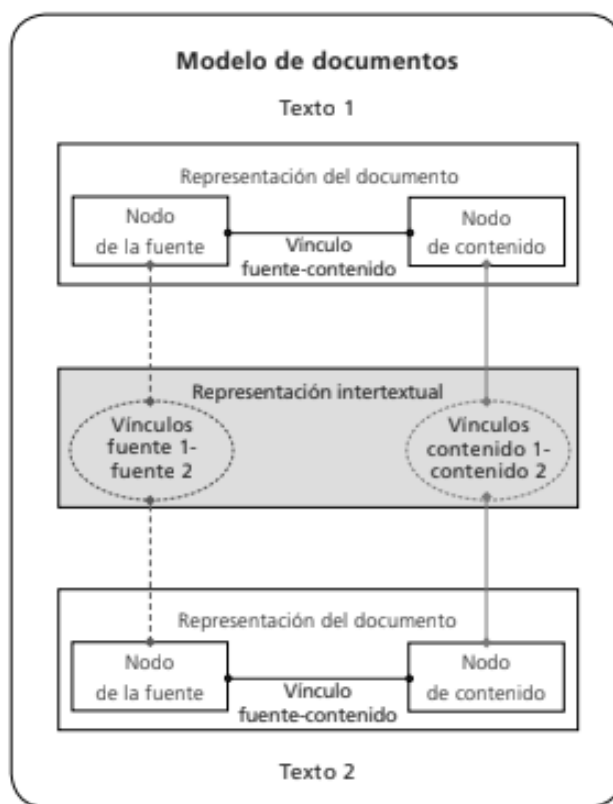 Modelo de documentos
Texto 1
Representación del documento
Nodo
de la fuente
Vínculo
fuente-contenido
Nodo
de contenido
Representación intertextual
Vínculos
fuente 1-
fuente 2
Vínculos
contenido 1-
contenido 2
Representación del documento
Nodo
de la fuente
Vínculo
fuente-contenido
Nodo
de contenido
Texto 2